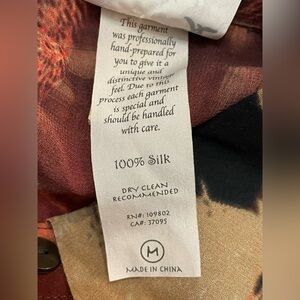 This garment
was professionally
hand-prepared for
you to give it a
unique and
distinctive vintage
feel. Due to this
process each garment
is special and
should be handled
with care.
100% Silk
DRY CLEAN
RECOMMENDED
RN#: 109802
CA#: 37095
M
MADE IN CHINA